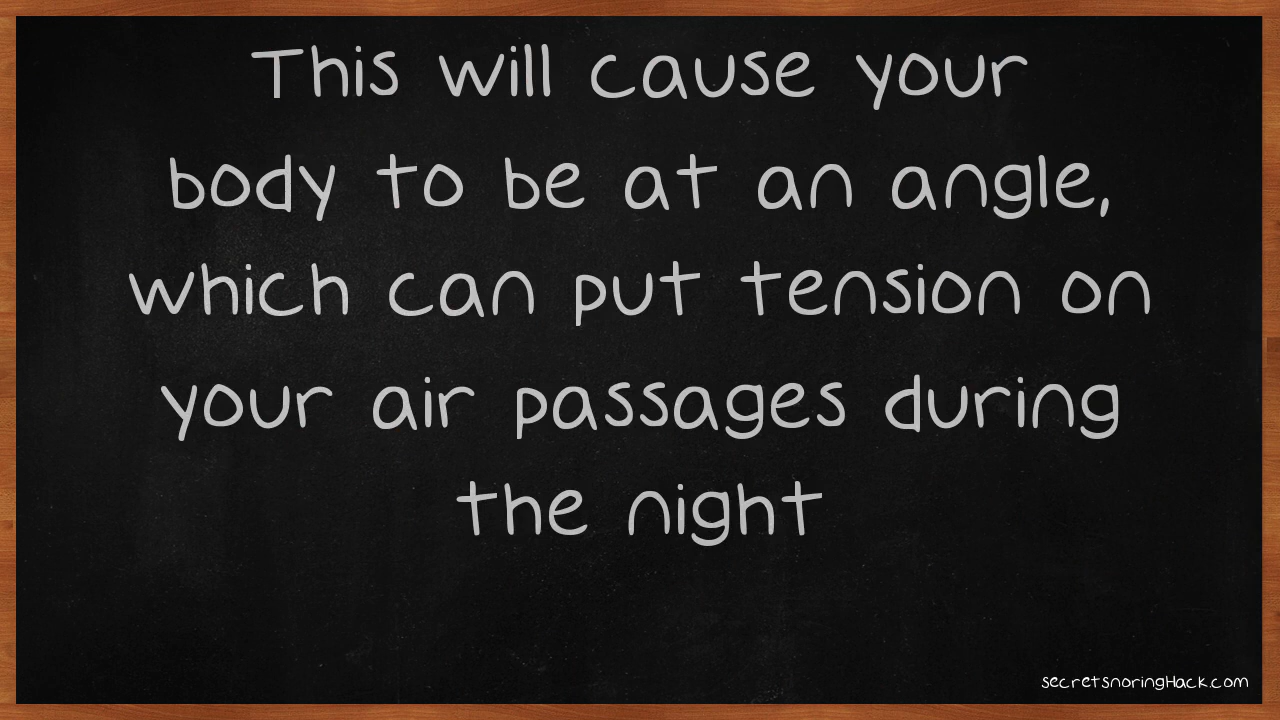 This will cause your
body to be at an angle,
which can put tension on
your air passages during
the night
secretsnoringHack.com